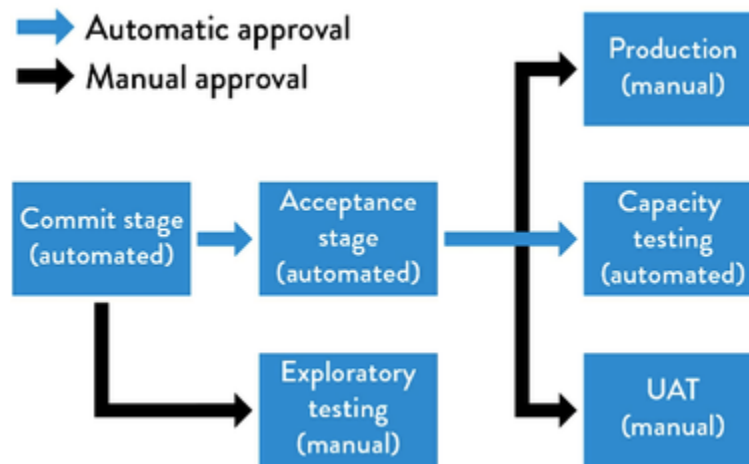 Automatic approval
Manual approval
Production
(manual)
Commit stage
(automated)
Acceptance
stage
(automated)
Capacity
testing
(automated)
Exploratory
testing
(manual)
UAT
(manual)